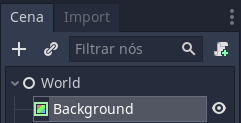 Cena Import
Filtrar nós
World
Background